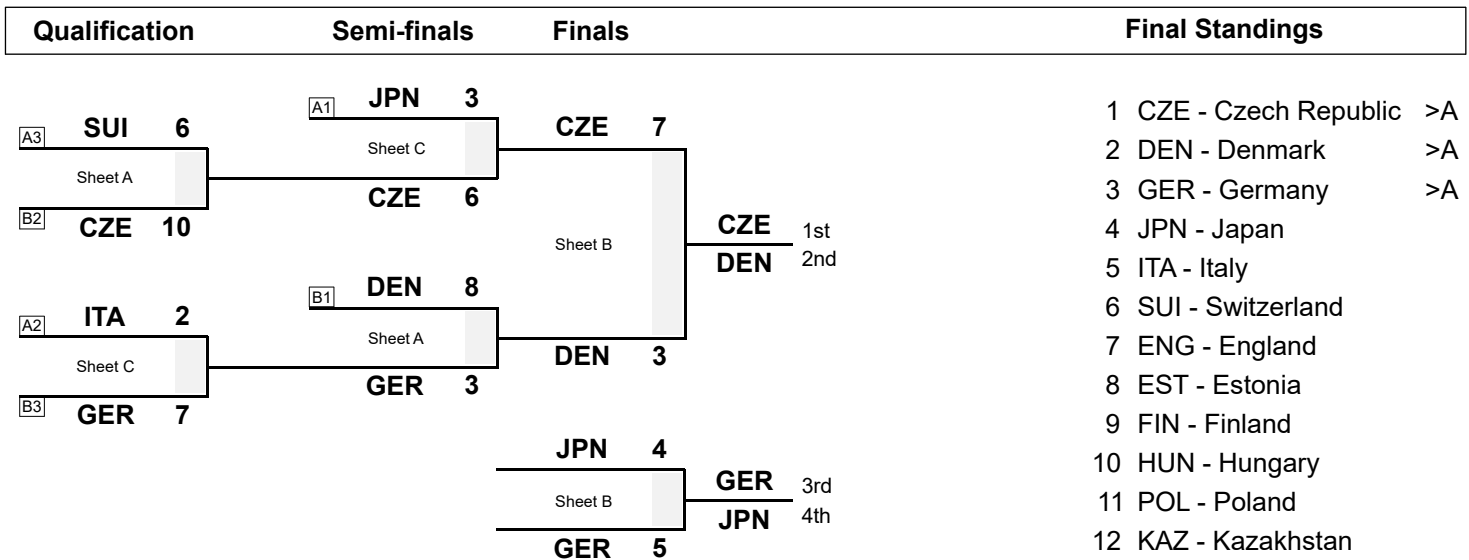 Qualification Semi-finals Finals Final Standings
A3 SUI 6
Sheet A
B2 CZE 10
A2 ITA 2
Sheet C
B3 GER 7
A1 JPN 3
Sheet C
CZE 6
B1 DEN 8
Sheet A
GER 3
CZE 7
Sheet B
DEN 3
CZE 1st
DEN 2nd
JPN 4
Sheet B
GER 5
GER 3rd
JPN 4th
1 CZE - Czech Republic >A
2 DEN - Denmark >A
3 GER - Germany >A
4 JPN - Japan
5 ITA - Italy
6 SUI - Switzerland
7 ENG - England
8 EST - Estonia
9 FIN - Finland
10 HUN - Hungary
11 POL - Poland
12 KAZ - Kazakhstan